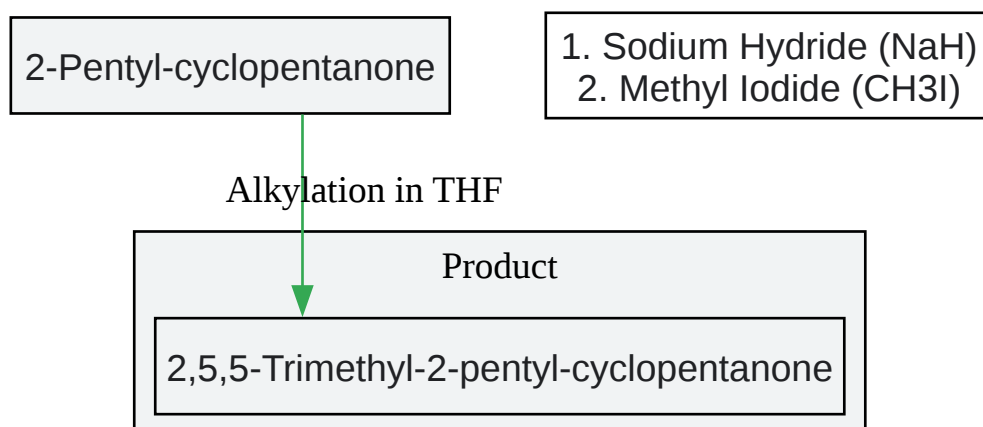 2-Pentyl-cyclopentanone
1. Sodium Hydride (NaH)
2. Methyl Iodide (CH3I)
Alkylation in THF
Product
2,5,5-Trimethyl-2-pentyl-cyclopentanone